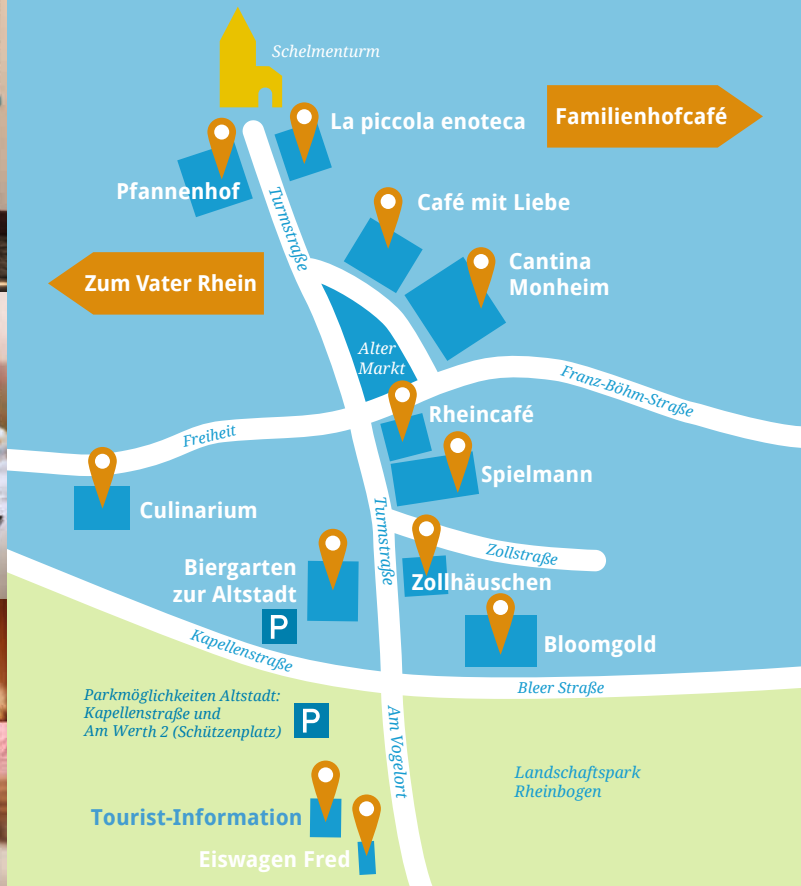 Schelmenturm
La piccola enoteca
Familienhofcafé
Pfannenhof
Turmstraße
Café mit Liebe
Cantina
Monheim
Zum Vater Rhein
Alter
Markt
Franz-Böhm-Straße
Rheincafé
Freiheit
Spielmann
Culinarium
Turmstraße
Zollstraße
Biergarten
zur Altstadt
Zollhäuschen
P
Kapellenstraße
Bloomgold
Bleer Straße
Parkmöglichkeiten Altstadt:
Kapellenstraße und
Am Werth 2 (Schützenplatz)
P
Am Vogelort
Landschaftspark
Rheinbogen
Tourist-Information
Eiswagen Fred